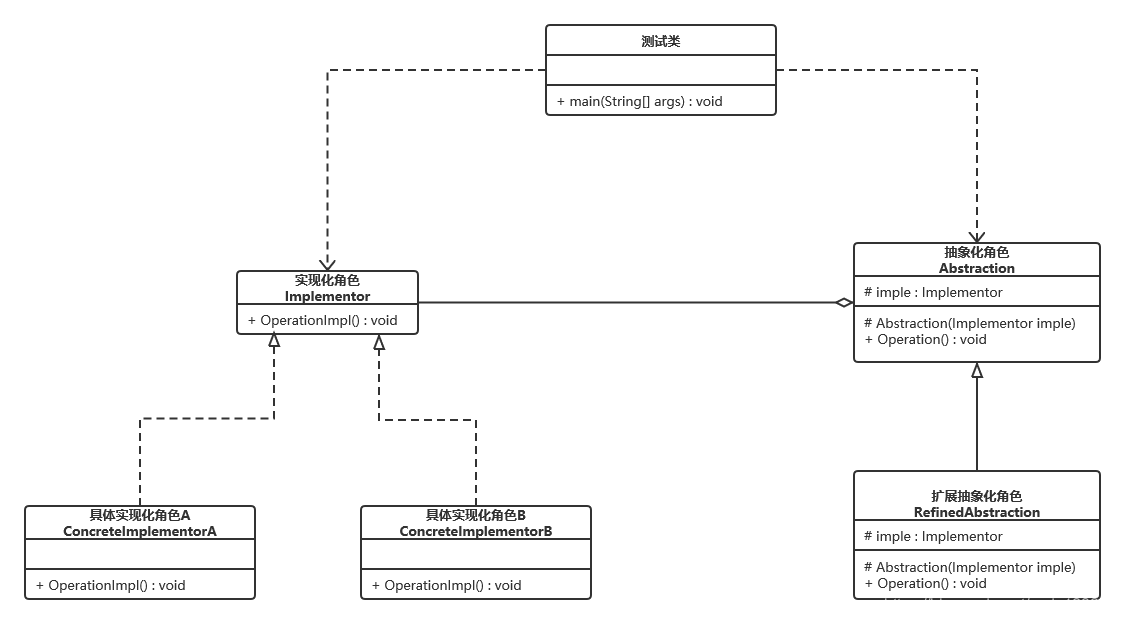 测试类
+ main(String[] args) : void
实现化角色
Implementor
+ OperationImpl() : void
抽象化角色
Abstraction
# imple : Implementor
# Abstraction(Implementor imple)
+ Operation() : void
具体实现化角色A
ConcreteImplementorA
+ OperationImpl() : void
具体实现化角色B
ConcreteImplementorB
+ OperationImpl() : void
扩展抽象化角色
RefinedAbstraction
# imple : Implementor
# Abstraction(Implementor imple)
+ Operation() : void